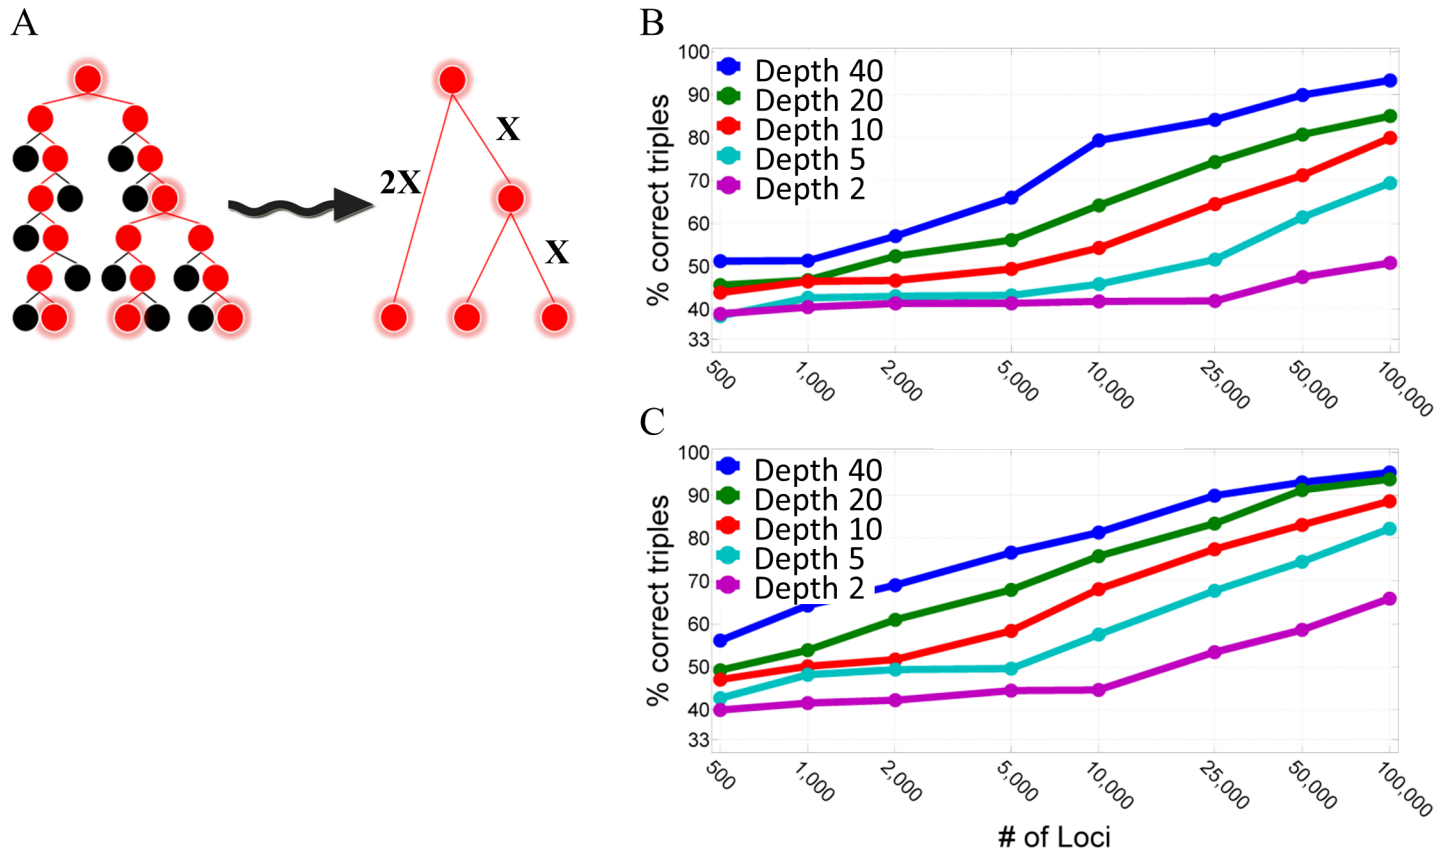 A
X
2X
X
B
% correct triples
100
90
80
70
60
50
40
33
Depth 40
Depth 20
Depth 10
Depth 5
Depth 2
500
1,000
2,000
5,000
10,000
25,000
50,000
100,000
C
% correct triples
100
90
80
70
60
50
40
33
Depth 40
Depth 20
Depth 10
Depth 5
Depth 2
500
1,000
2,000
5,000
10,000
25,000
50,000
100,000
# of Loci